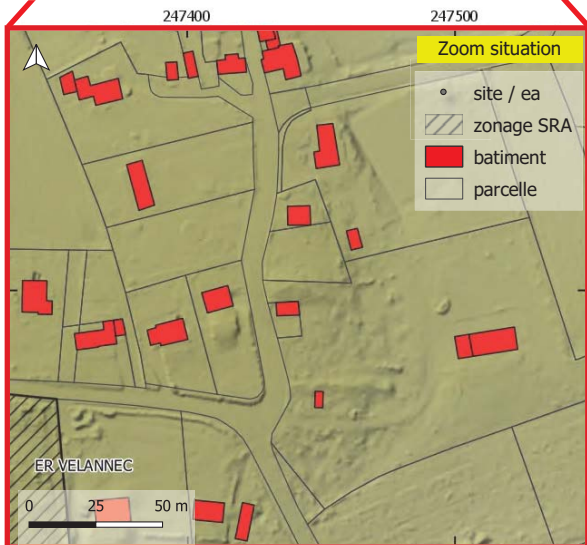 247400 247500
Zoom situation
site / ea
zonage SRA
batiment
parcelle
ER VELANNEC
0 25 50 m